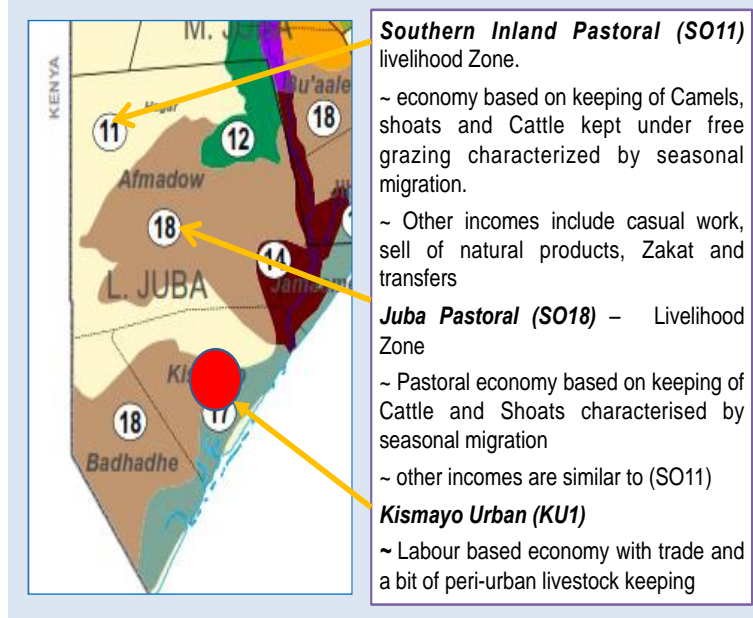 M. JUBA
KENYA
Bu'aale
Hagar
11
12
18
Afmadow
18
14
L. JUBA
Jamaame
17
18
Badhadhe
Southern Inland Pastoral (SO11)
livelihood Zone.
~ economy based on keeping of Camels,
shoats and Cattle kept under free
grazing characterized by seasonal
migration.
~ Other incomes include casual work,
sell of natural products, Zakat and
transfers
Juba Pastoral (SO18) – Livelihood
Zone
~ Pastoral economy based on keeping of
Cattle and Shoats characterised by
seasonal migration
~ other incomes are similar to (SO11)
Kismayo Urban (KU1)
~ Labour based economy with trade and
a bit of peri-urban livestock keeping